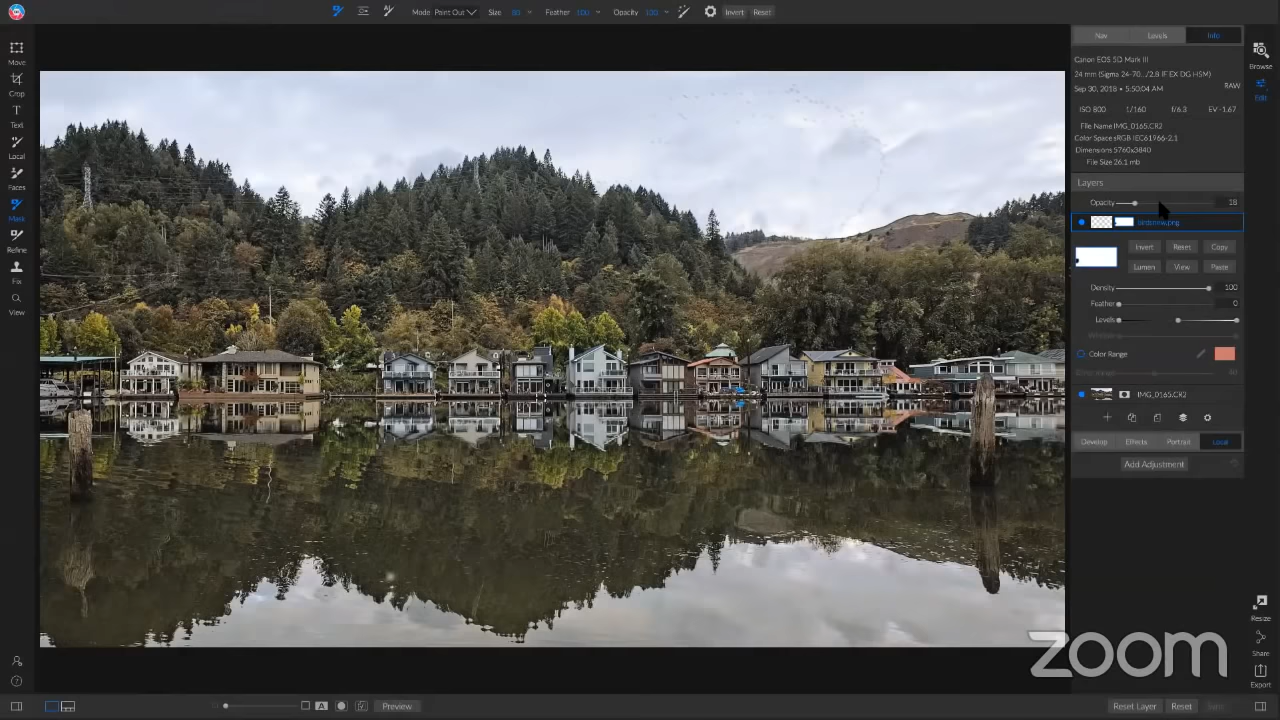 Mode Paint Out Size 80 Feather 100 Opacity 100 Invert Reset
Move
Crop
Text
Local
Faces
Mask
Refine
Fix
View
Nav Levels Info
Canon EOS 5D Mark III
24 mm (Sigma 24-70.../2.8 IF EX DG HSM)
RAW
Sep 30, 2018 • 5:50:04 AM
ISO 800 1/160 f/6.3 EV -1.67
File Name IMG_0165.CR2
Color Space sRGB IEC61966-2.1
Dimensions 5760x3840
File Size 26.1 mb
Layers
Opacity 18
birdsnew.png
Invert Reset Copy
Lumen View Paste
Density 100
Feather 0
Levels
Color Range
IMG_0165.CR2
Develop Effects Portrait Local
Add Adjustment
Browse
Edit
Resize
Share
Export
zoom
A Preview
Reset Layer Reset